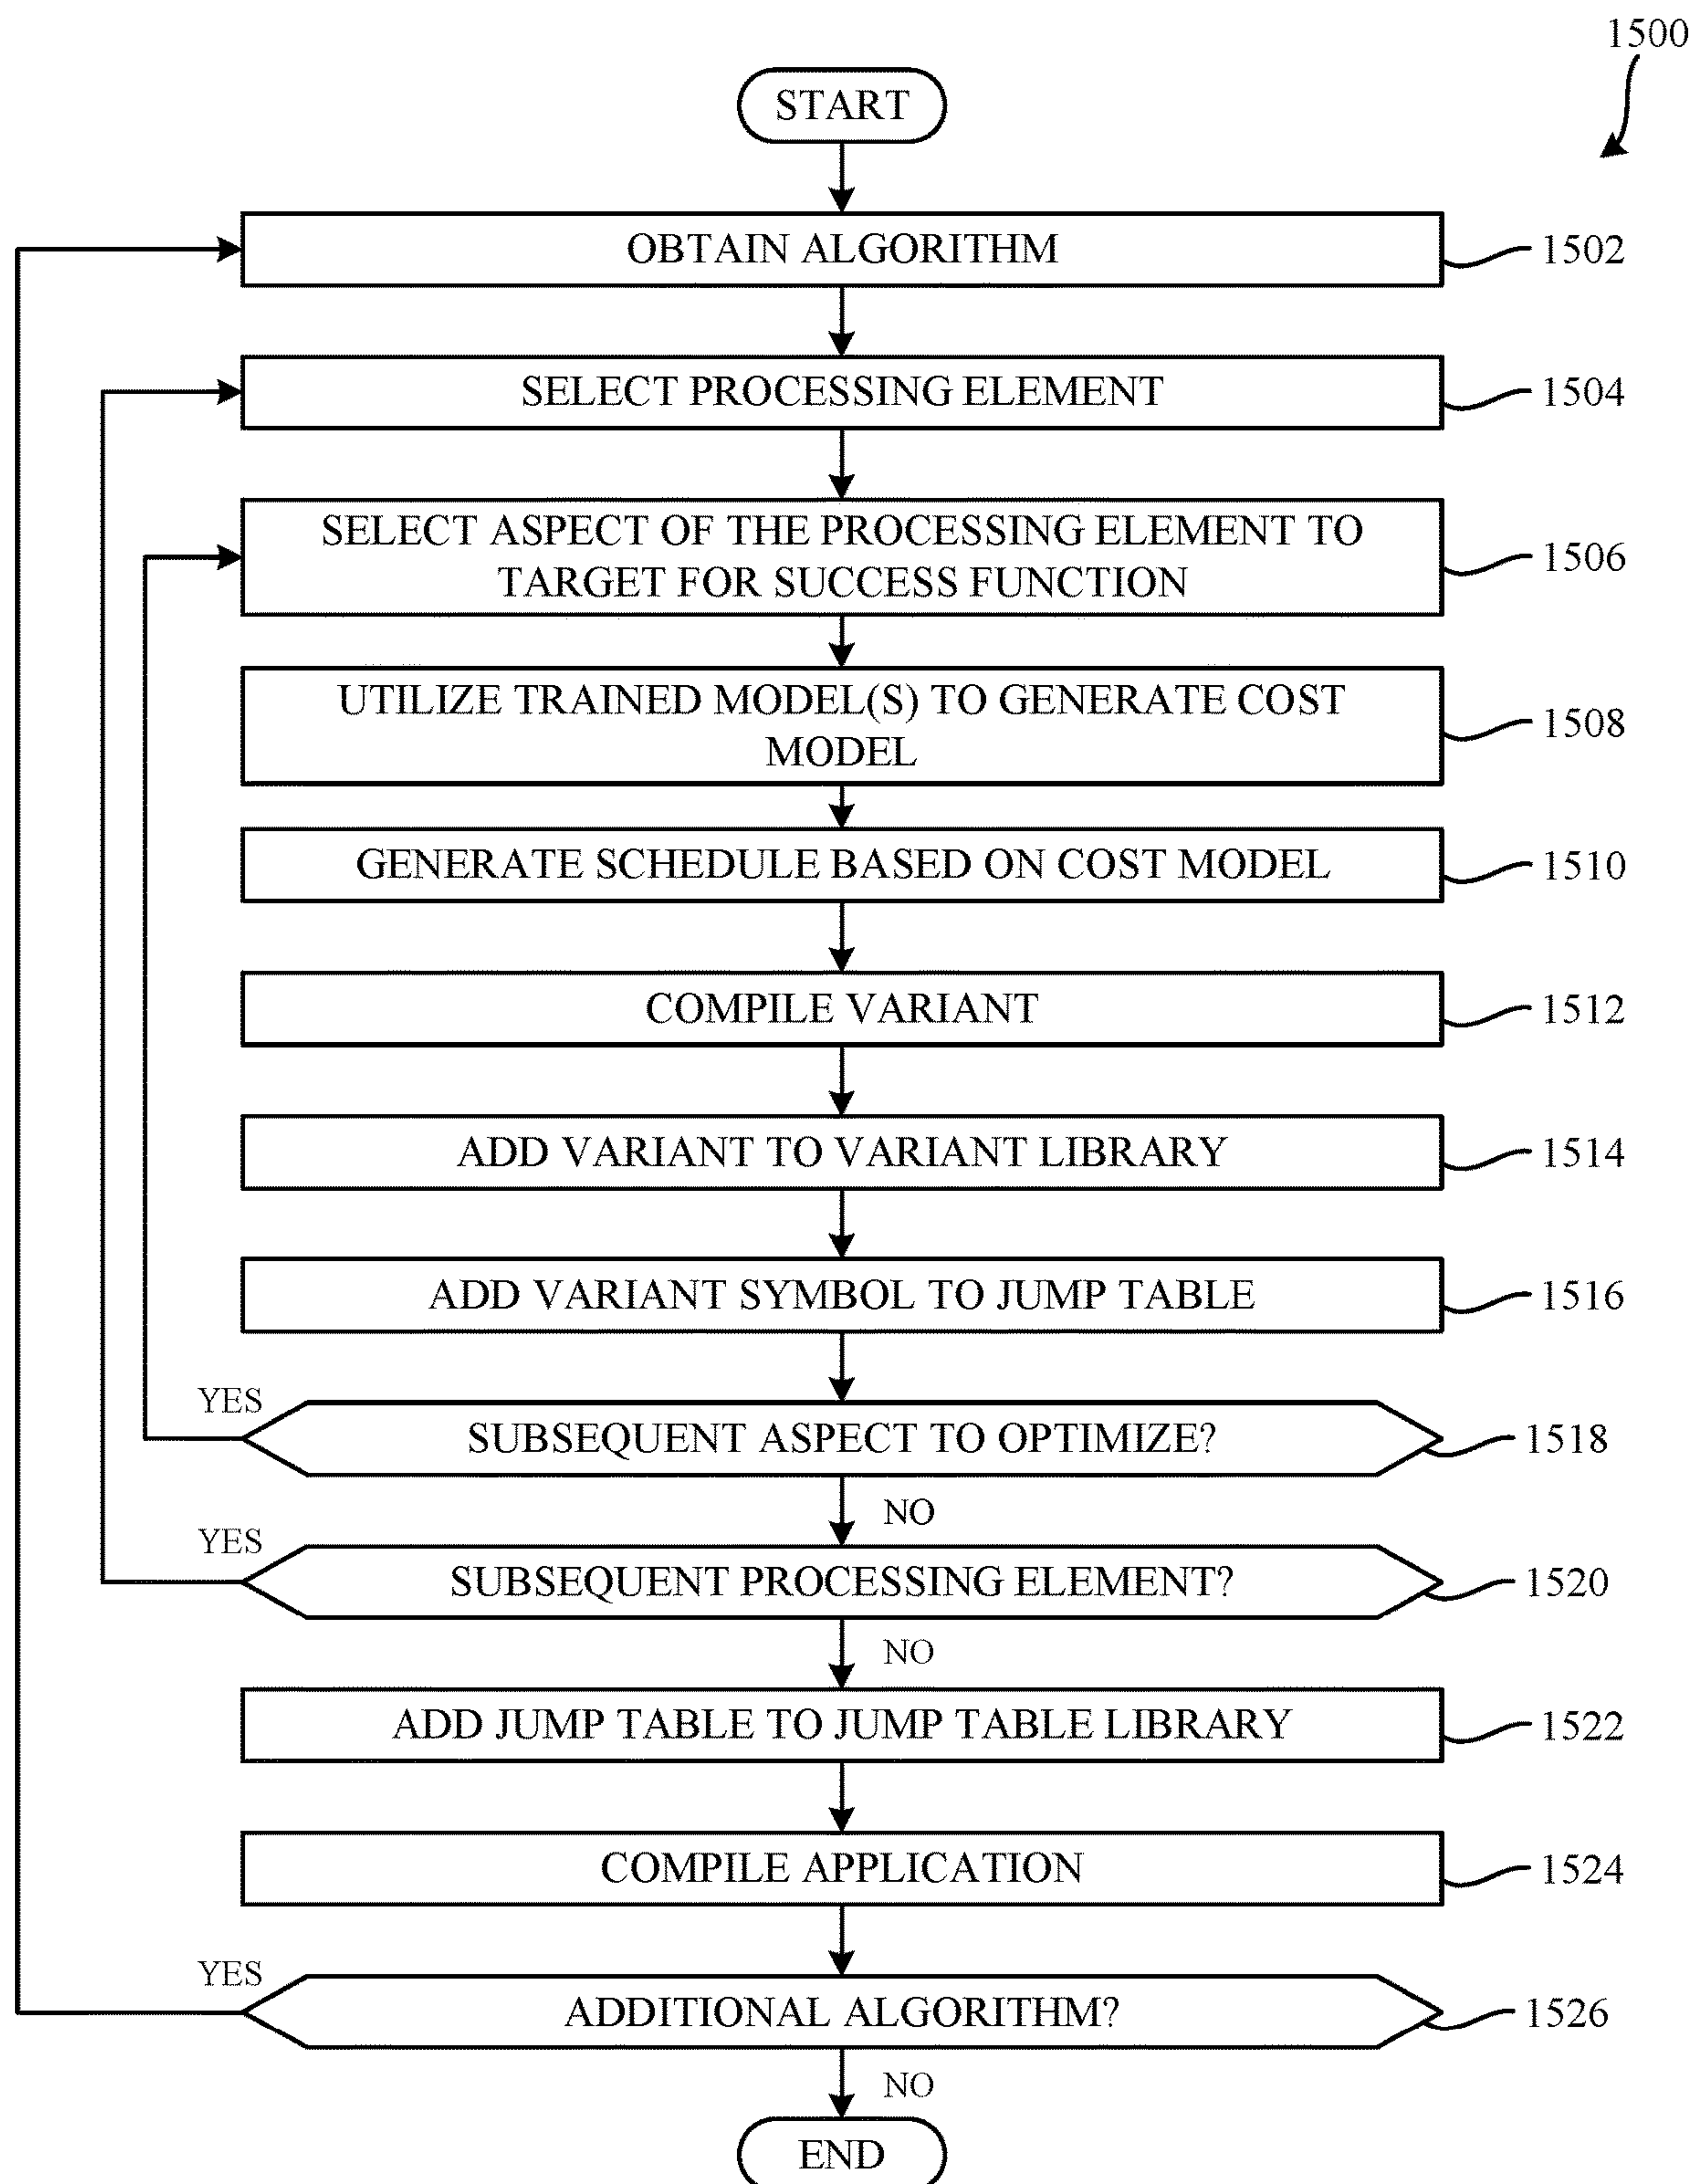 1500
START
OBTAIN ALGORITHM
1502
SELECT PROCESSING ELEMENT
1504
SELECT ASPECT OF THE PROCESSING ELEMENT TO
TARGET FOR SUCCESS FUNCTION
1506
UTILIZE TRAINED MODEL(S) TO GENERATE COST
MODEL
1508
GENERATE SCHEDULE BASED ON COST MODEL
1510
COMPILE VARIANT
1512
ADD VARIANT TO VARIANT LIBRARY
1514
ADD VARIANT SYMBOL TO JUMP TABLE
1516
YES
SUBSEQUENT ASPECT TO OPTIMIZE?
1518
NO
YES
SUBSEQUENT PROCESSING ELEMENT?
1520
NO
ADD JUMP TABLE TO JUMP TABLE LIBRARY
1522
COMPILE APPLICATION
1524
YES
ADDITIONAL ALGORITHM?
1526
NO
END